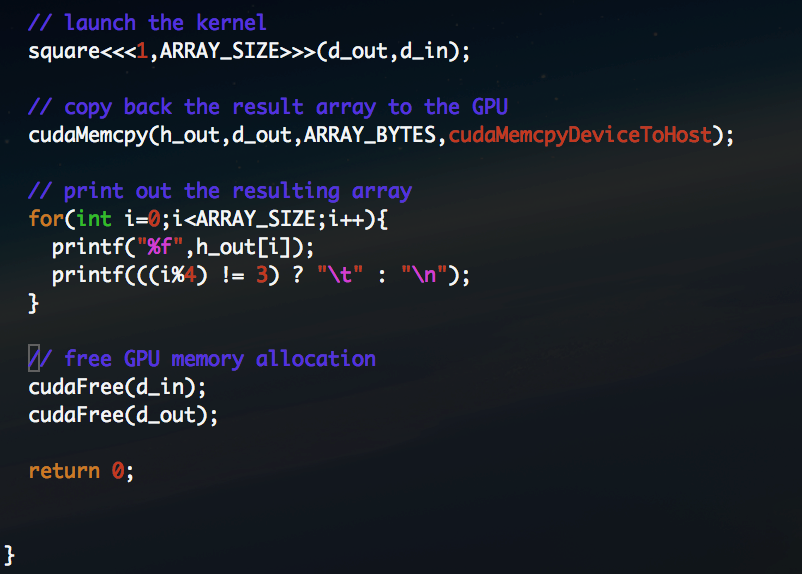 // launch the kernel
square<<<1,ARRAY_SIZE>>>(d_out,d_in);
// copy back the result array to the GPU
cudaMemcpy(h_out,d_out,ARRAY_BYTES,cudaMemcpyDeviceToHost);
// print out the resulting array
for(int i=0;i<ARRAY_SIZE;i++){
printf("%f",h_out[i]);
printf(((i%4) != 3) ? "\t" : "\n");
}
// free GPU memory allocation
cudaFree(d_in);
cudaFree(d_out);
return 0;
}